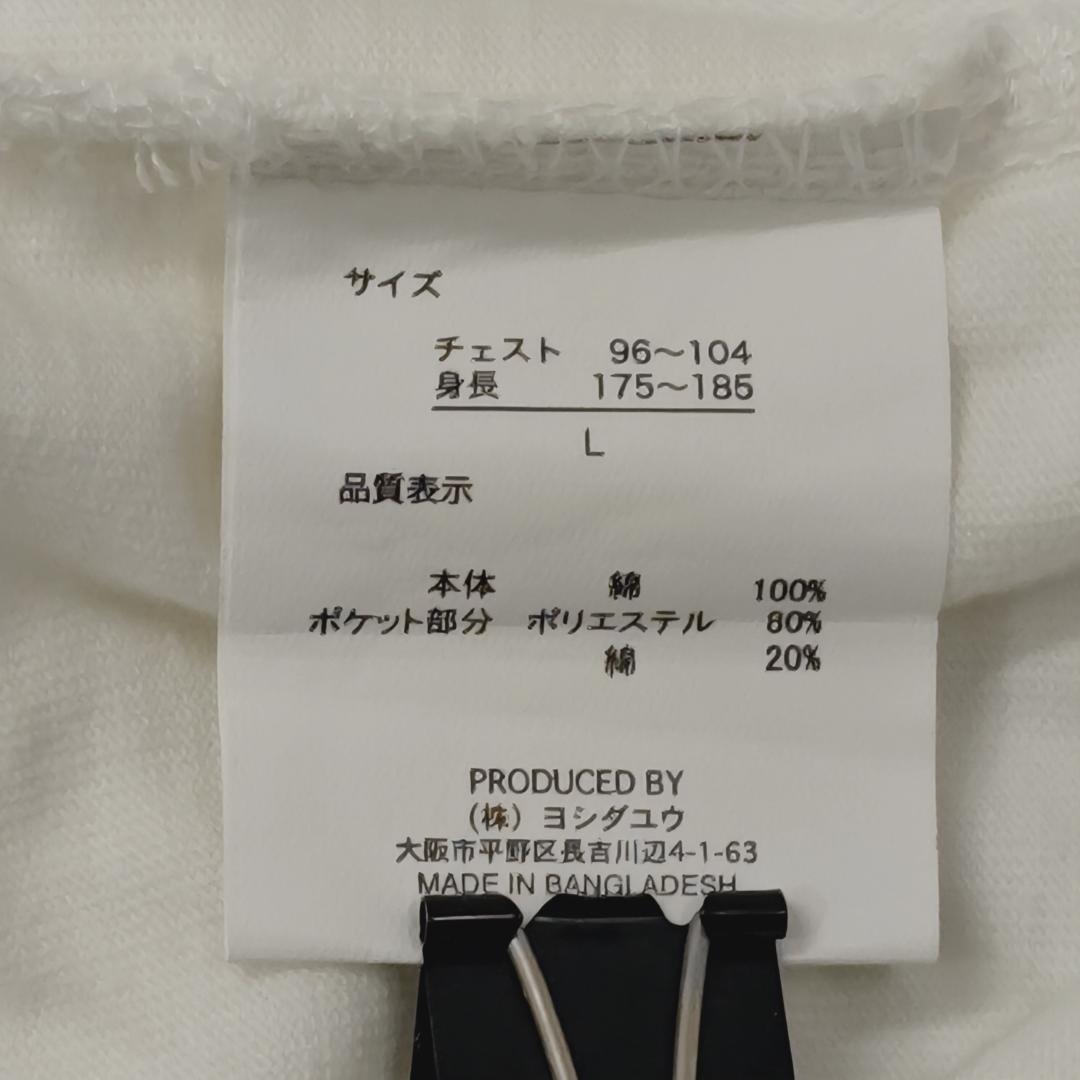 サイズ
チェスト 96～104
身長 175～185
L
品質表示
本体 綿 100%
ポケット部分 ポリエステル 80%
綿 20%
PRODUCED BY
(株) ヨシダユウ
大阪市平野区長吉川辺4-1-63
MADE IN BANGLADESH